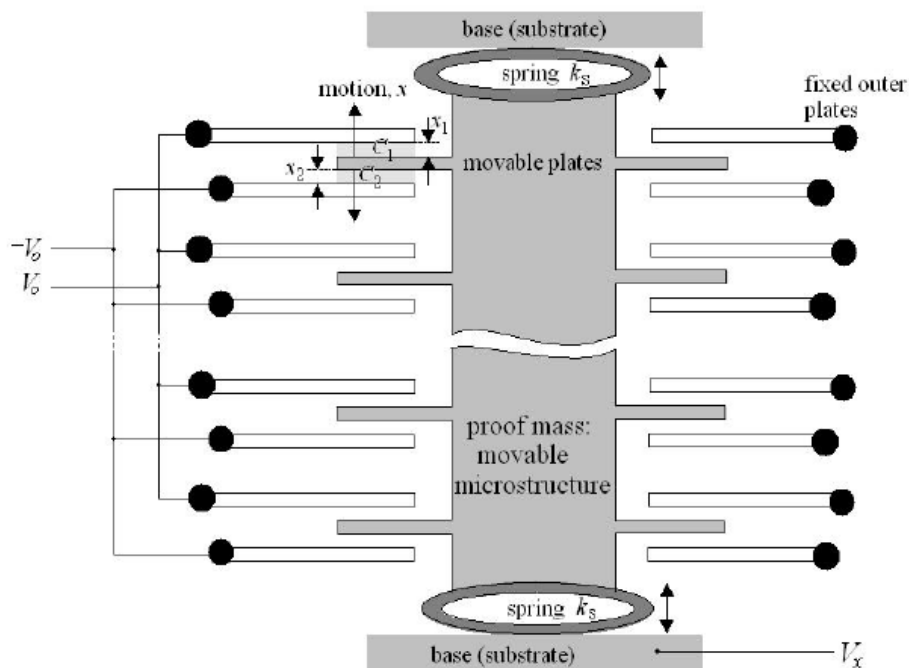 base (substrate)
spring k_S
motion, x
fixed outer
plates
x_1
C_1
movable plates
x_2
C_2
–V_o
V_o
proof mass:
movable
microstructure
spring k_S
base (substrate)
V_x